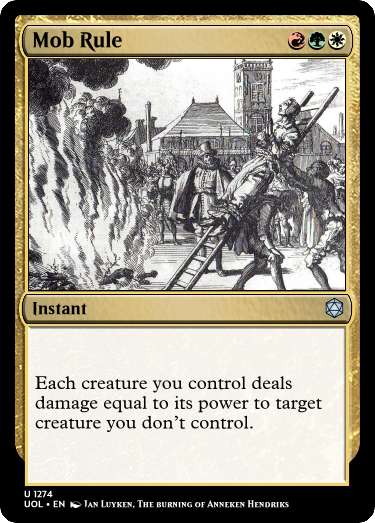 Mob Rule
Instant
Each creature you control deals
damage equal to its power to target
creature you don't control.
U 1274
UOL • EN Jan Luyken, The burning of Anneken Hendriks